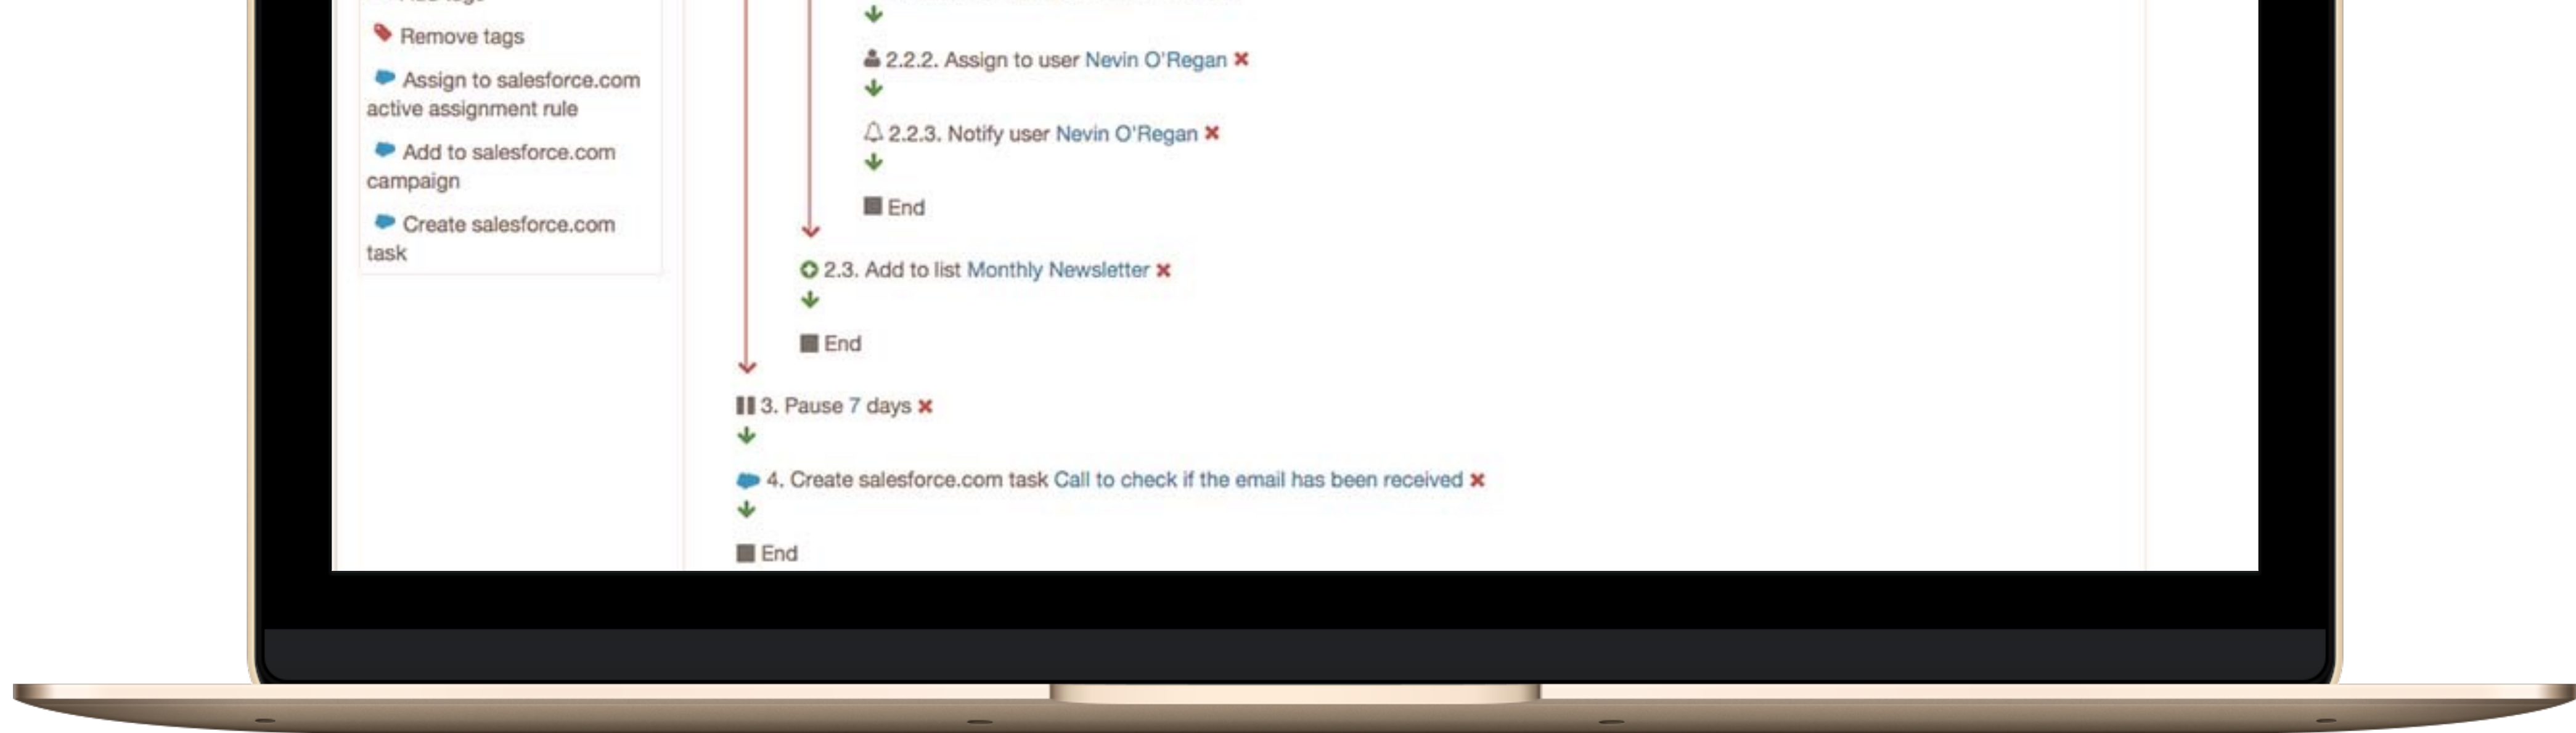 Remove tags
Assign to salesforce.com
active assignment rule
Add to salesforce.com
campaign
Create salesforce.com
task
2.2.2. Assign to user Nevin O'Regan
2.2.3. Notify user Nevin O'Regan
End
2.3. Add to list Monthly Newsletter
End
3. Pause 7 days
4. Create salesforce.com task Call to check if the email has been received
End